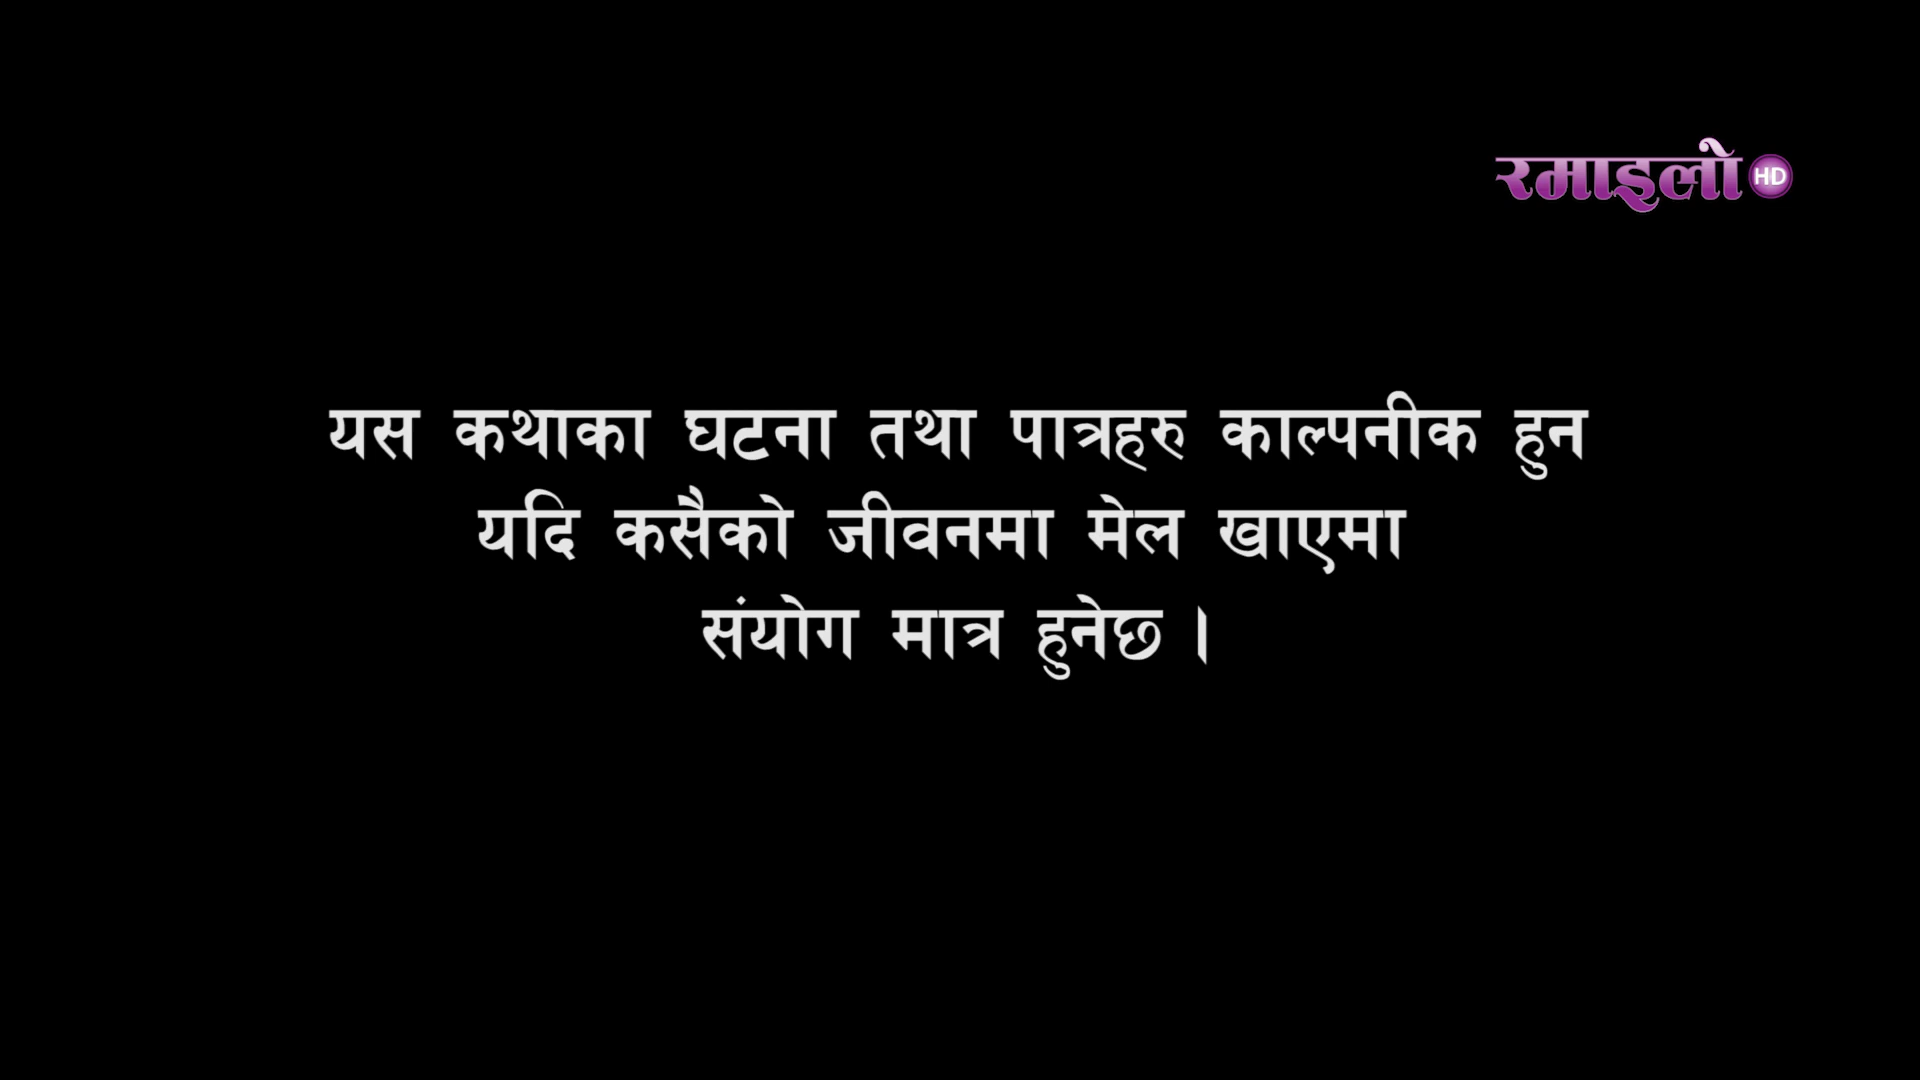 रमाइलो HD
यस कथाका घटना तथा पात्रहरु काल्पनीक हुन
यदि कसैको जीवनमा मेल खाएमा
संयोग मात्र हुनेछ ।